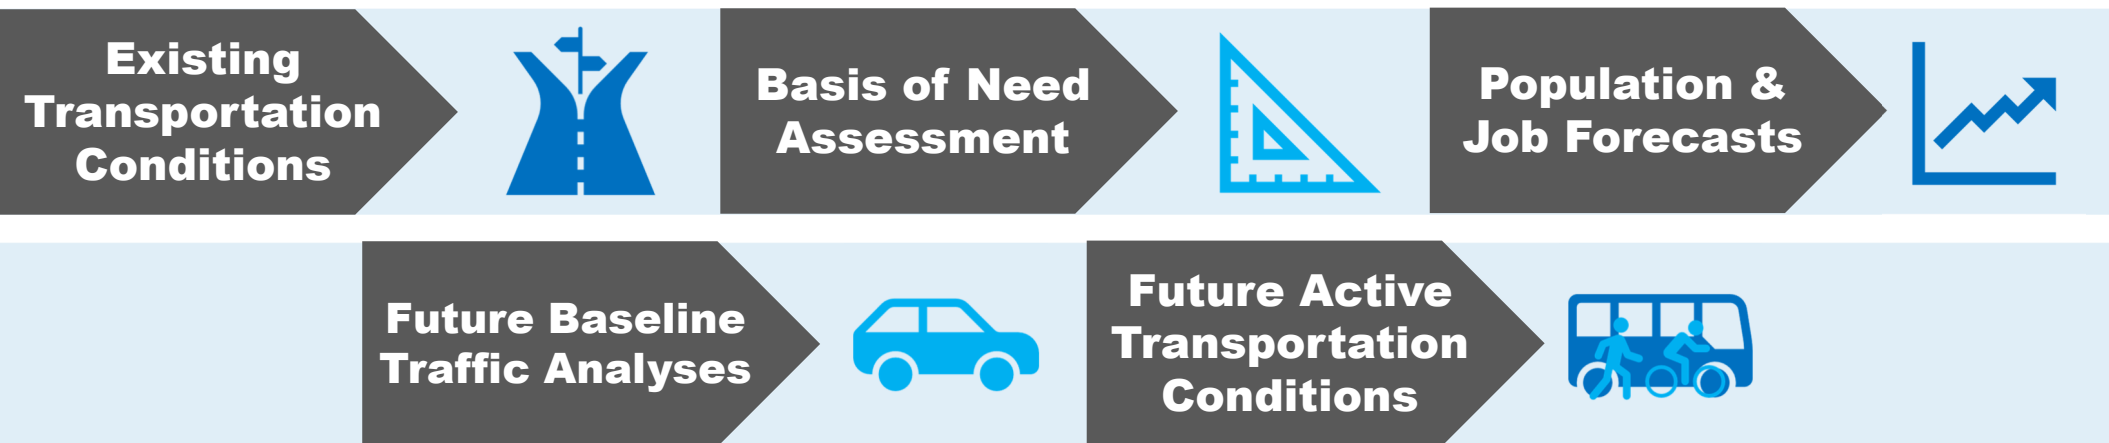 Existing
Transportation
Conditions
Basis of Need
Assessment
Population &
Job Forecasts
Future Baseline
Traffic Analyses
Future Active
Transportation
Conditions